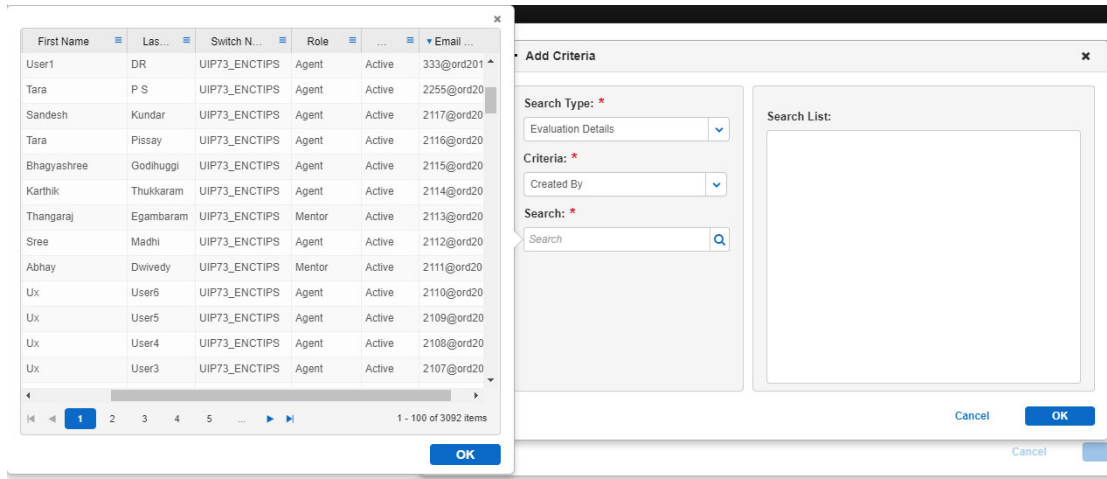 First Name Las... Switch N... Role ... Email ...
User1 DR UIP73_ENCTIPS Agent Active 333@ord201
Tara P S UIP73_ENCTIPS Agent Active 2255@ord20
Sandesh Kundar UIP73_ENCTIPS Agent Active 2117@ord20
Tara Pissay UIP73_ENCTIPS Agent Active 2116@ord20
Bhagyashree Godihuggi UIP73_ENCTIPS Agent Active 2115@ord20
Karthik Thukkaram UIP73_ENCTIPS Agent Active 2114@ord20
Thangaraj Egambaram UIP73_ENCTIPS Mentor Active 2113@ord20
Sree Madhi UIP73_ENCTIPS Agent Active 2112@ord20
Abhay Dwivedy UIP73_ENCTIPS Mentor Active 2111@ord20
Ux User6 UIP73_ENCTIPS Agent Active 2110@ord20
Ux User5 UIP73_ENCTIPS Agent Active 2109@ord20
Ux User4 UIP73_ENCTIPS Agent Active 2108@ord20
Ux User3 UIP73_ENCTIPS Agent Active 2107@ord20
1 2 3 4 5 ... 1 - 100 of 3092 items
OK
Add Criteria
Search Type: *
Evaluation Details
Criteria: *
Created By
Search: *
Search
Search List:
Cancel OK
Cancel